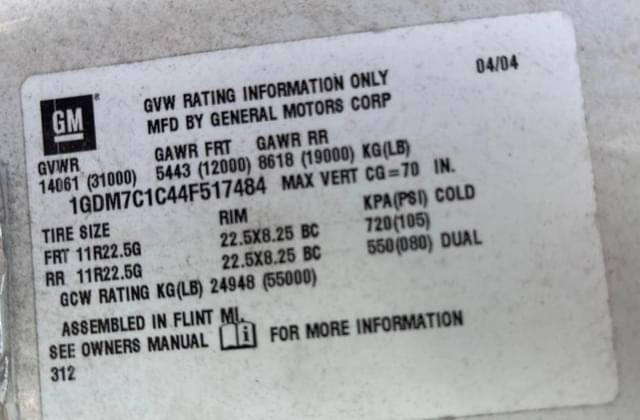 GM
GVW RATING INFORMATION ONLY 04/04
MFD BY GENERAL MOTORS CORP
GVWR GAWR FRT GAWR RR
14061 (31000) 5443 (12000) 8618 (19000) KG(LB)
1GDM7C1C44F517484 MAX VERT CG=70 IN.
TIRE SIZE RIM KPA(PSI) COLD
FRT 11R22.5G 22.5X8.25 BC 720(105)
RR 11R22.5G 22.5X8.25 BC 550(080) DUAL
GCW RATING KG(LB) 24948 (55000)
ASSEMBLED IN FLINT MI.
SEE OWNERS MANUAL i FOR MORE INFORMATION
312